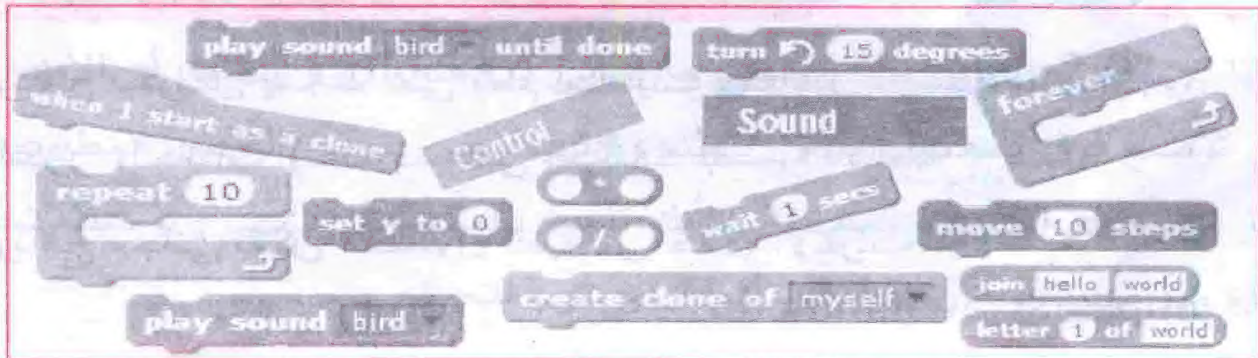 play sound bird until done
turn 15 degrees
when I start as a clone
Control
Sound
forever
repeat 10
set y to 0
*
/
wait 1 secs
move 10 steps
play sound bird
create clone of myself
join hello world
letter 1 of world